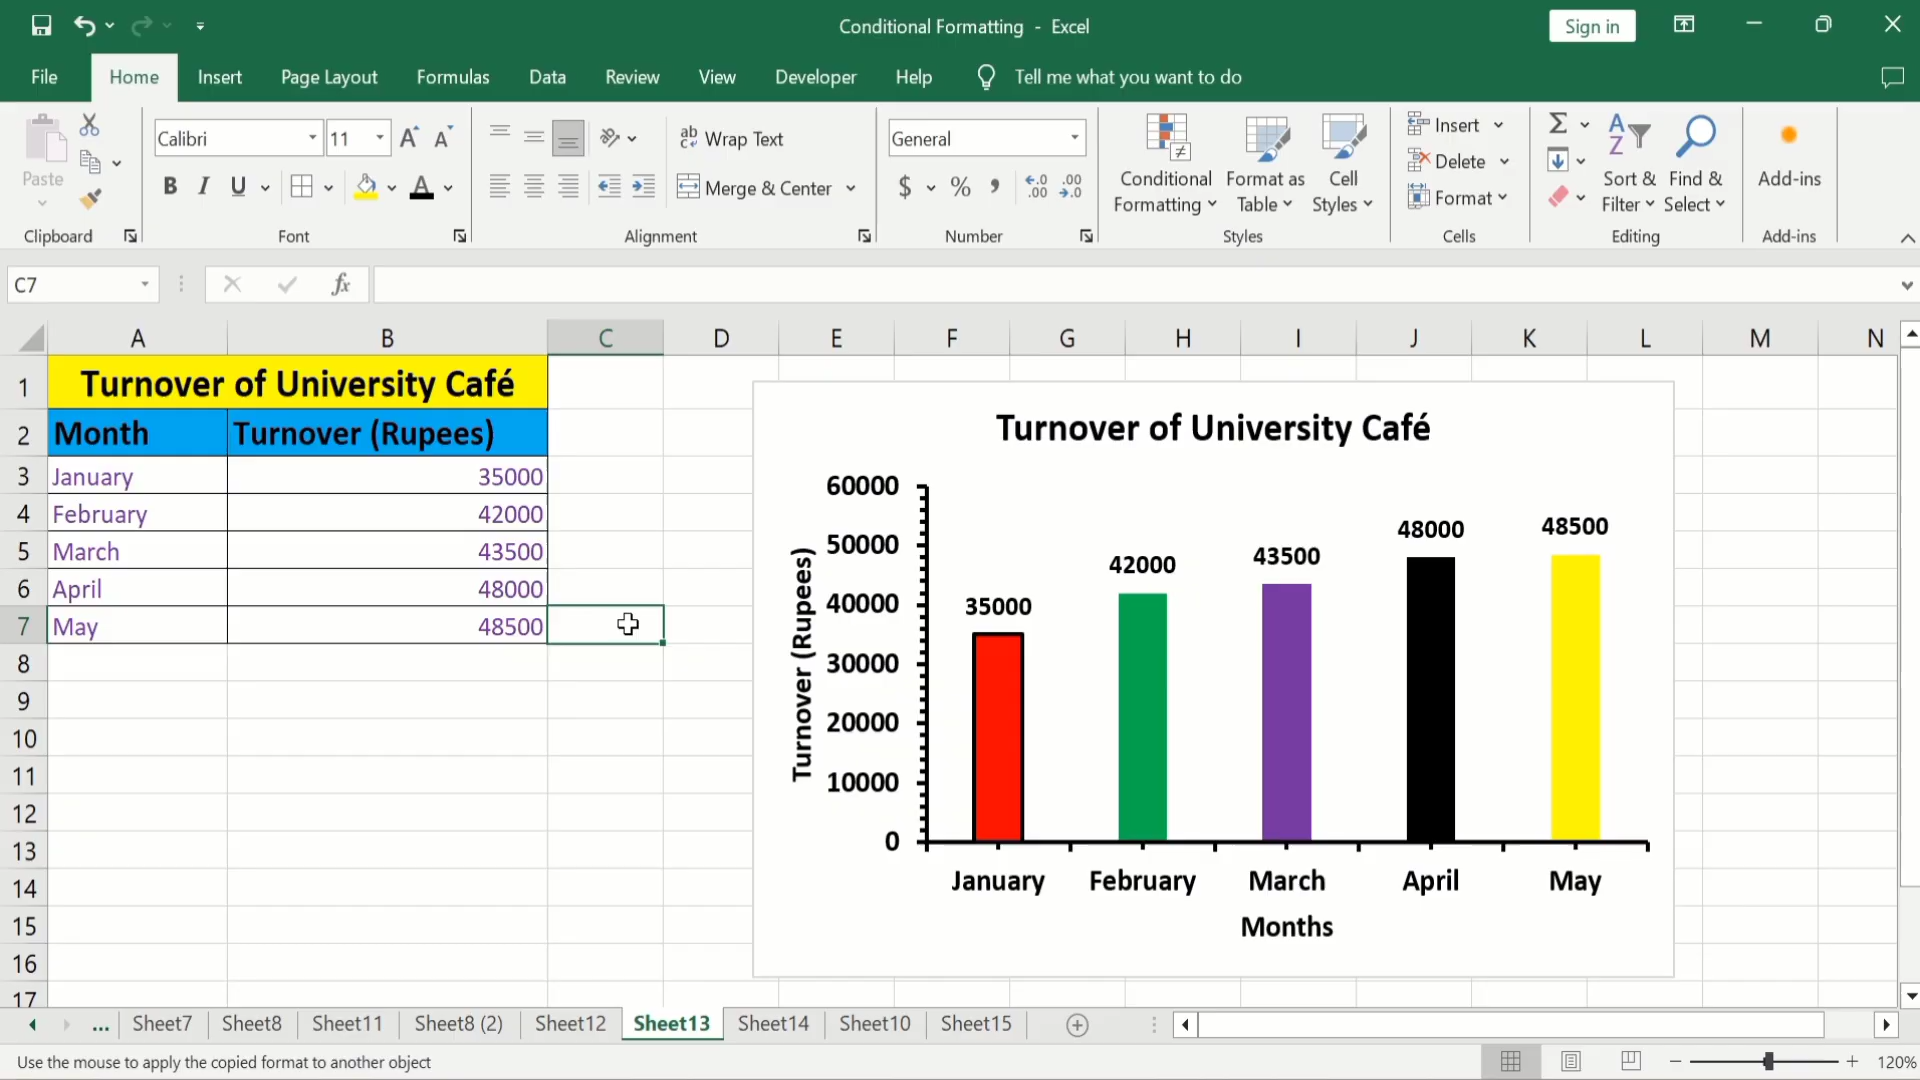 Conditional Formatting - Excel
Sign in
File Home Insert Page Layout Formulas Data Review View Developer Help Tell me what you want to do
Paste
Clipboard
Calibri 11
B I U A
Font
ab Wrap Text
Merge & Center
Alignment
General
$ % ,
Number
Conditional Formatting
Format as Table
Cell Styles
Styles
Insert
Delete
Format
Cells
Sort & Filter
Find & Select
Editing
Add-ins
Add-ins
C7 fx
A B C D E F G H I J K L M N
1 Turnover of University Café
2 Month Turnover (Rupees)
3 January 35000
4 February 42000
5 March 43500
6 April 48000
7 May 48500
8
9
10
11
12
13
14
15
16
17
Turnover of University Café
Turnover (Rupees)
60000
50000
40000
30000
20000
10000
0
35000
42000
43500
48000
48500
January February March April May
Months
... Sheet7 Sheet8 Sheet11 Sheet8 (2) Sheet12 Sheet13 Sheet14 Sheet10 Sheet15
Use the mouse to apply the copied format to another object
120%